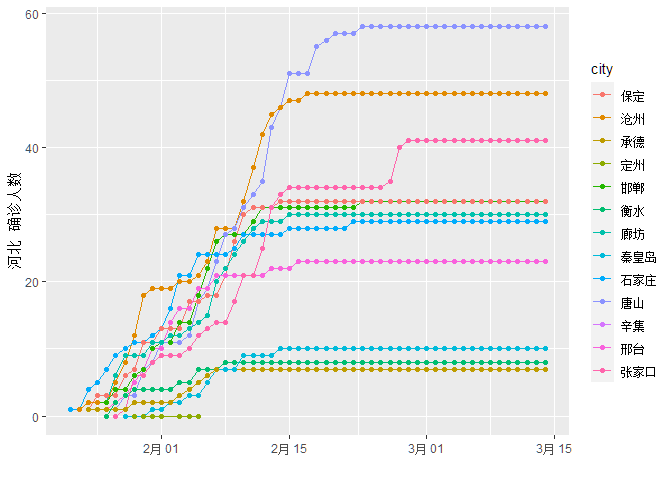 河北 确诊人数
60
40
20
0
2月 01
2月 15
3月 01
3月 15
city
保定
沧州
承德
定州
邯郸
衡水
廊坊
秦皇岛
石家庄
唐山
辛集
邢台
张家口